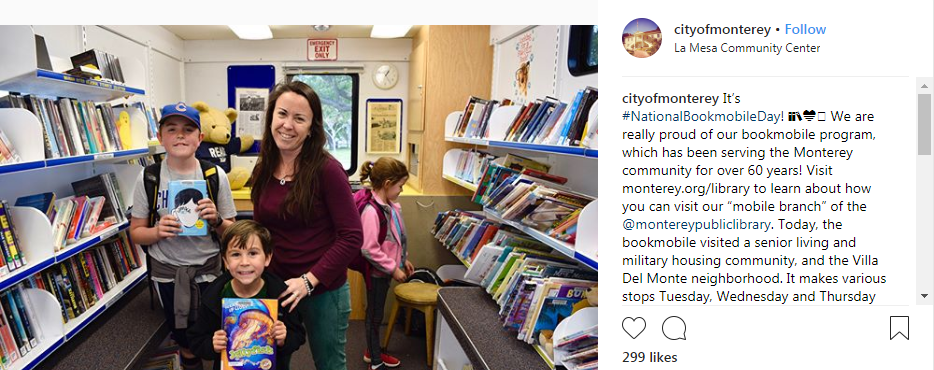 EMERGENCY
EXIT
ONLY
READ
cityofmonterey • Follow
La Mesa Community Center
cityofmonterey It's
#NationalBookmobileDay! We are
really proud of our bookmobile program,
which has been serving the Monterey
community for over 60 years! Visit
monterey.org/library to learn about how
you can visit our "mobile branch" of the
@montereypubliclibrary. Today, the
bookmobile visited a senior living and
military housing community, and the Villa
Del Monte neighborhood. It makes various
stops Tuesday, Wednesday and Thursday
299 likes